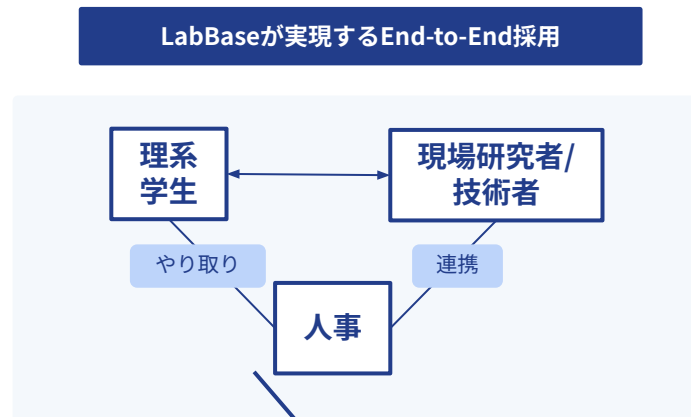 LabBaseが実現するEnd-to-End採用
理系
学生
現場研究者/
技術者
やり取り
連携
人事